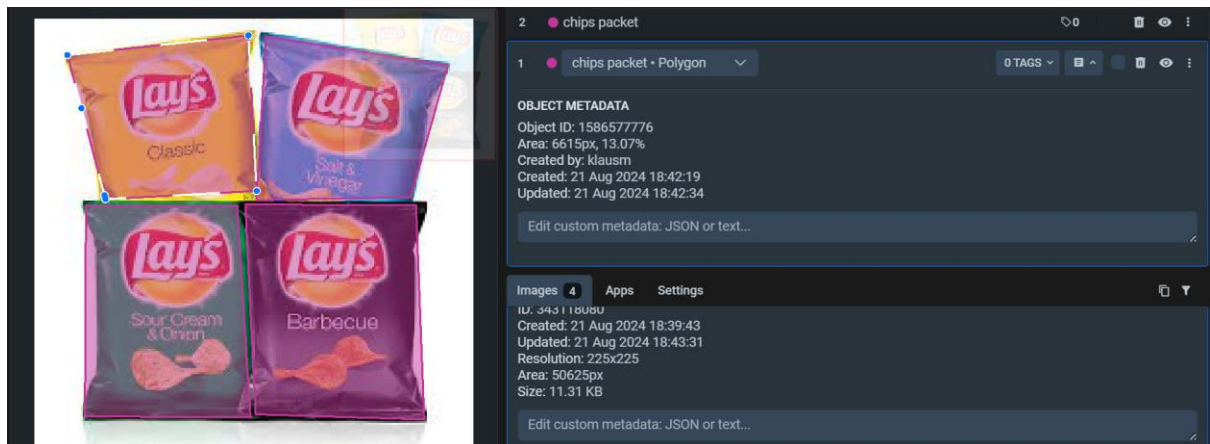 Lay's
Classic
Lay's
Salt &
Vinegar
Lay's
Sour Cream
& Onion
Lay's
Barbecue
2 chips packet 0
1 chips packet • Polygon 0 TAGS
OBJECT METADATA
Object ID: 1586577776
Area: 6615px, 13.07%
Created by: klausm
Created: 21 Aug 2024 18:42:19
Updated: 21 Aug 2024 18:42:34
Edit custom metadata: JSON or text...
Images 4 Apps Settings
ID: 343118080
Created: 21 Aug 2024 18:39:43
Updated: 21 Aug 2024 18:43:31
Resolution: 225x225
Area: 50625px
Size: 11.31 KB
Edit custom metadata: JSON or text...